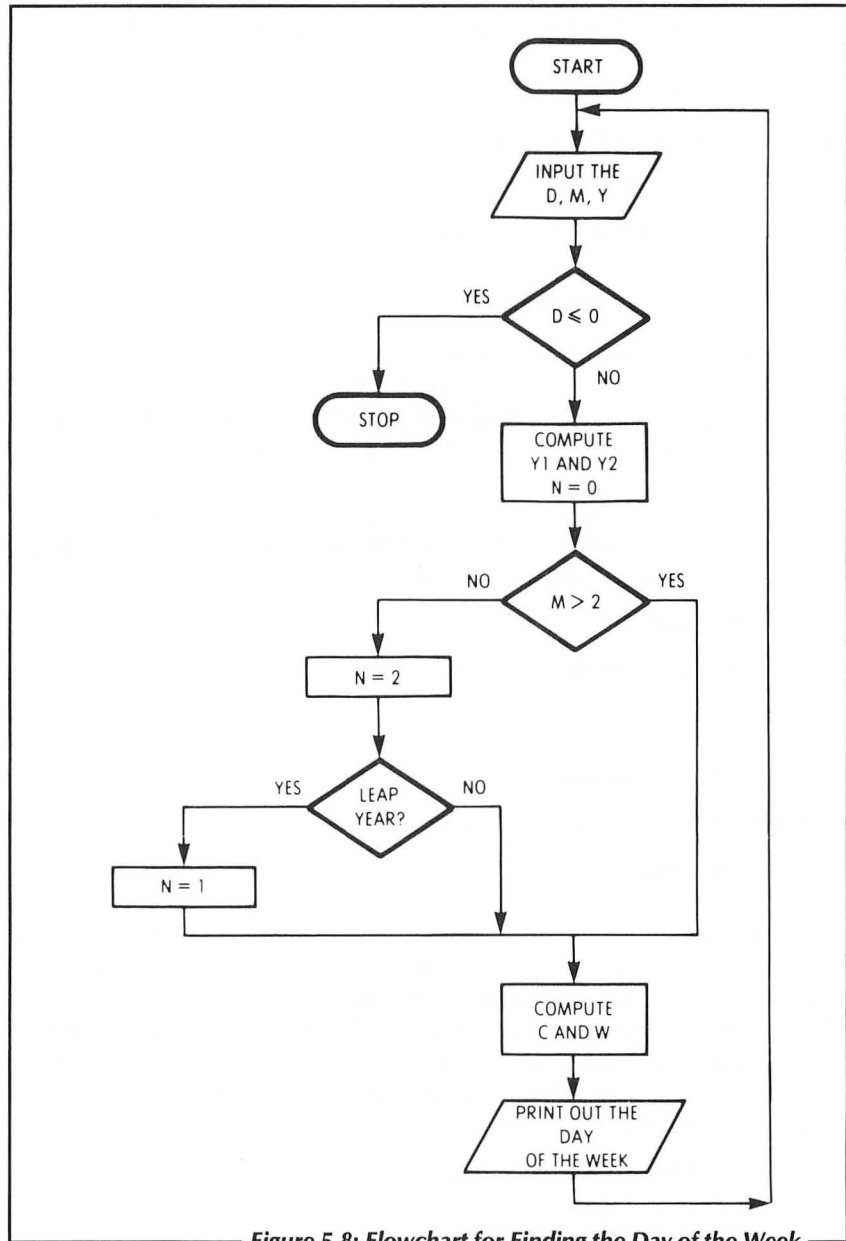 START
INPUT THE
D, M, Y
YES
D ⩽ 0
NO
STOP
COMPUTE
Y1 AND Y2
N = 0
NO
YES
M > 2
N = 2
YES
NO
LEAP
YEAR?
N = 1
COMPUTE
C AND W
PRINT OUT THE
DAY
OF THE WEEK
Figure 5-8: Flowchart for Finding the Day of the Week